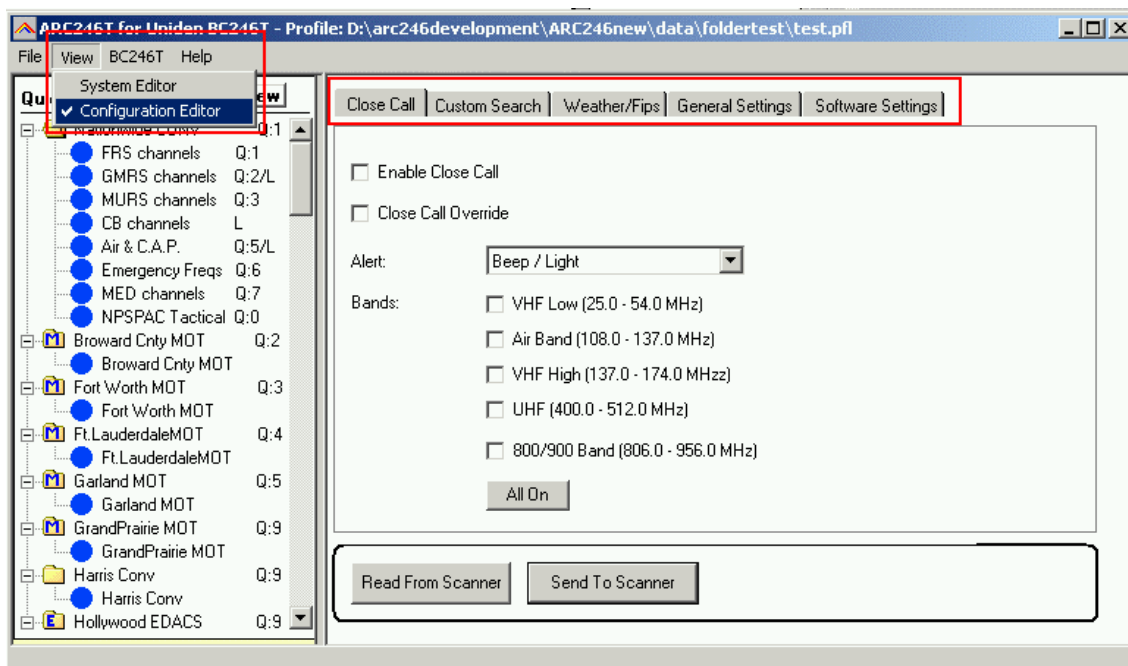 ARC246T for Uniden BC246T - Profile: D:\arc246development\ARC246new\data\foldertest\test.pfl
File View BC246T Help
System Editor
Configuration Editor
Nationwide CONV Q:1
FRS channels Q:1
GMRS channels Q:2/L
MURS channels Q:3
CB channels L
Air & C.A.P. Q:5/L
Emergency Freqs Q:6
MED channels Q:7
NPSPAC Tactical Q:0
M Broward Cnty MOT Q:2
Broward Cnty MOT
M Fort Worth MOT Q:3
Fort Worth MOT
M Ft.LauderdaleMOT Q:4
Ft.LauderdaleMOT
M Garland MOT Q:5
Garland MOT
M GrandPrairie MOT Q:9
GrandPrairie MOT
Harris Conv Q:9
Harris Conv
E Hollywood EDACS Q:9
Close Call Custom Search Weather/Fips General Settings Software Settings
Enable Close Call
Close Call Override
Alert: Beep / Light
Bands: VHF Low (25.0 - 54.0 MHz)
Air Band (108.0 - 137.0 MHz)
VHF High (137.0 - 174.0 MHzz)
UHF (400.0 - 512.0 MHz)
800/900 Band (806.0 - 956.0 MHz)
All On
Read From Scanner Send To Scanner